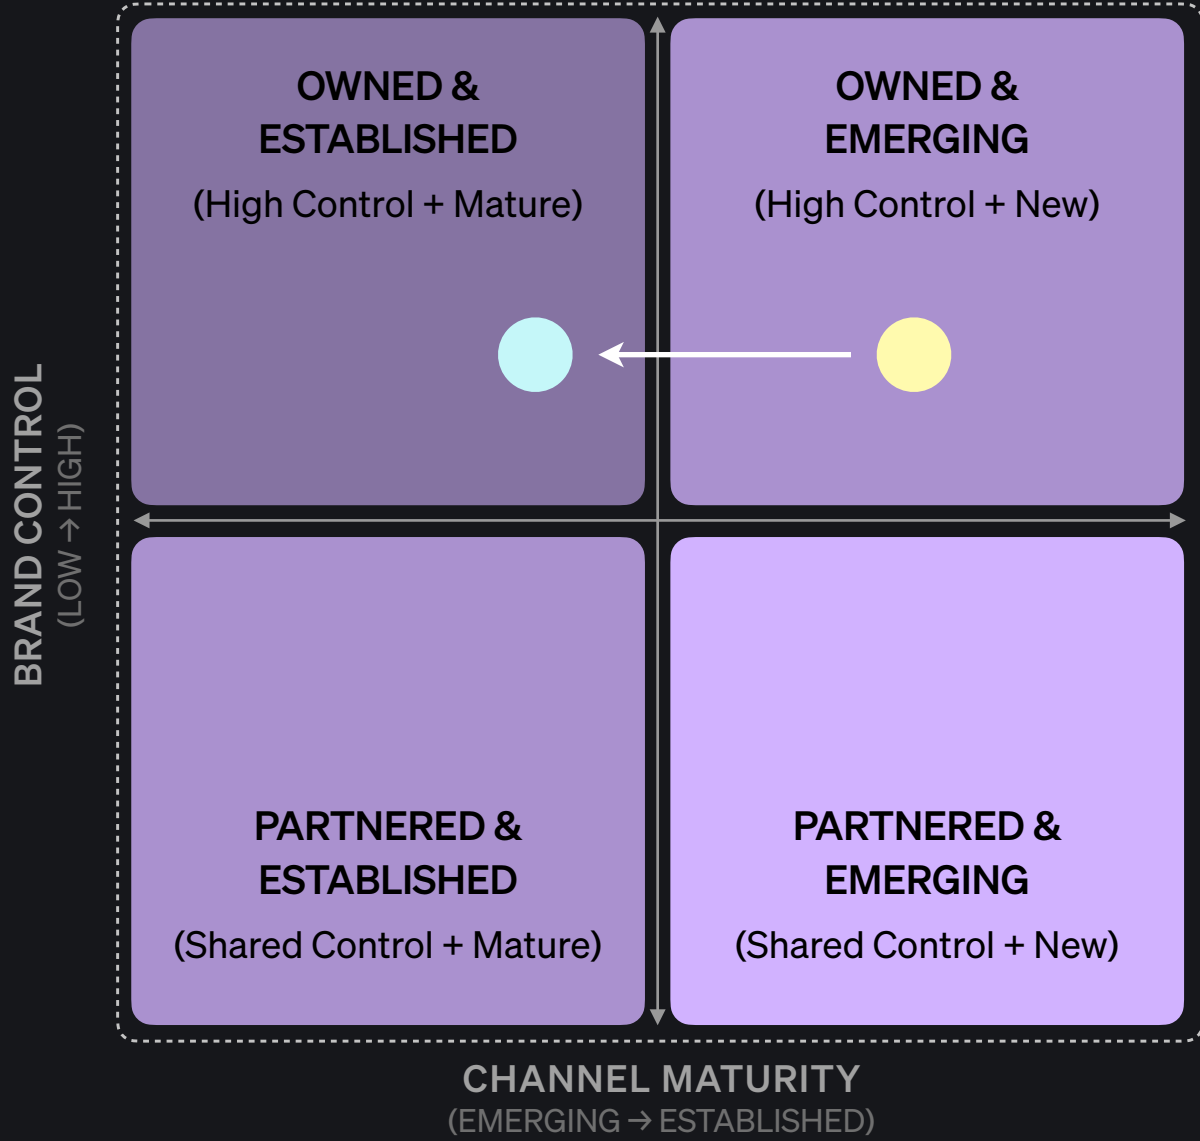 OWNED &
ESTABLISHED
(High Control + Mature)
OWNED &
EMERGING
(High Control + New)
BRAND CONTROL
(LOW → HIGH)
PARTNERED &
ESTABLISHED
(Shared Control + Mature)
PARTNERED &
EMERGING
(Shared Control + New)
CHANNEL MATURITY
(EMERGING → ESTABLISHED)